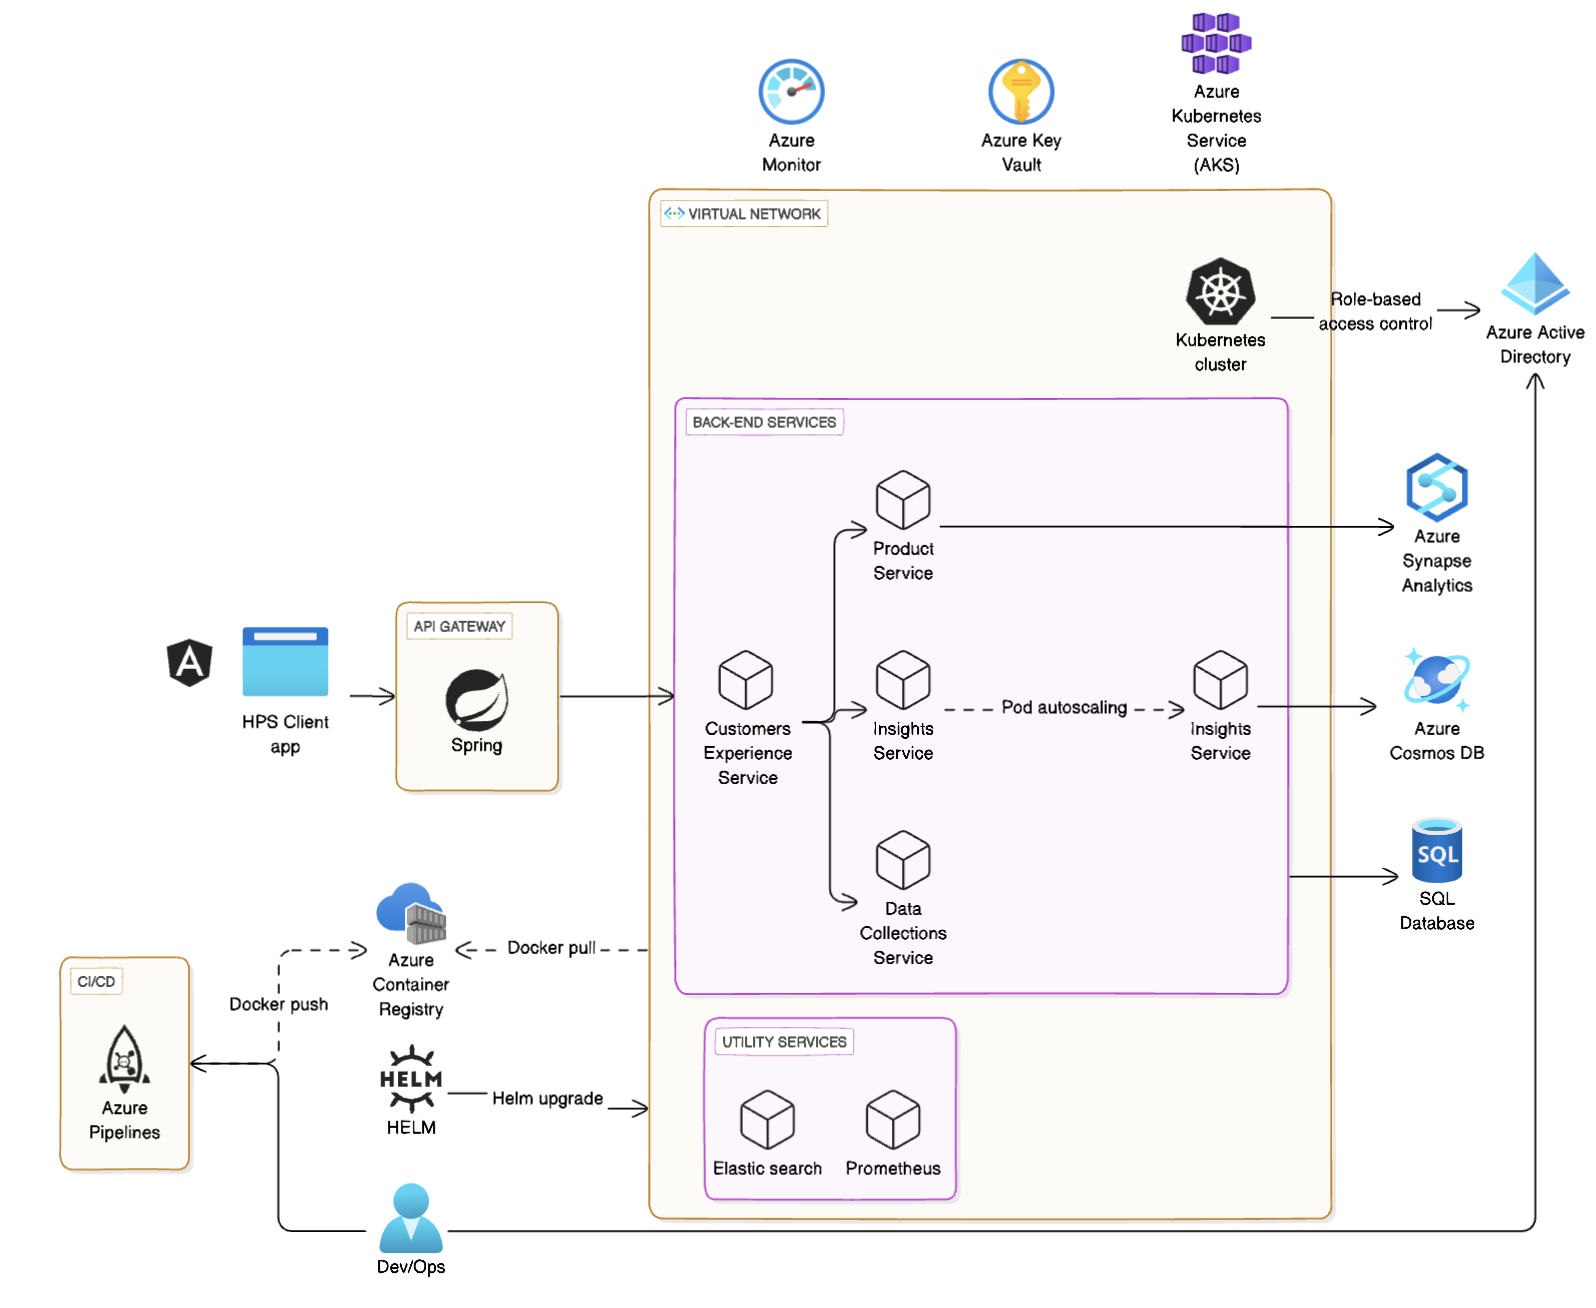 Azure
Monitor
Azure Key
Vault
Azure
Kubernetes
Service
(AKS)
VIRTUAL NETWORK
Kubernetes
cluster
Role-based
access control
Azure Active
Directory
BACK-END SERVICES
Product
Service
Azure
Synapse
Analytics
A
HPS Client
app
API GATEWAY
Spring
Customers
Experience
Service
Insights
Service
Pod autoscaling
Insights
Service
Azure
Cosmos DB
Data
Collections
Service
SQL
SQL
Database
Azure
Container
Registry
Docker pull
Docker push
CI/CD
Azure
Pipelines
HELM
HELM
Helm upgrade
UTILITY SERVICES
Elastic search
Prometheus
Dev/Ops